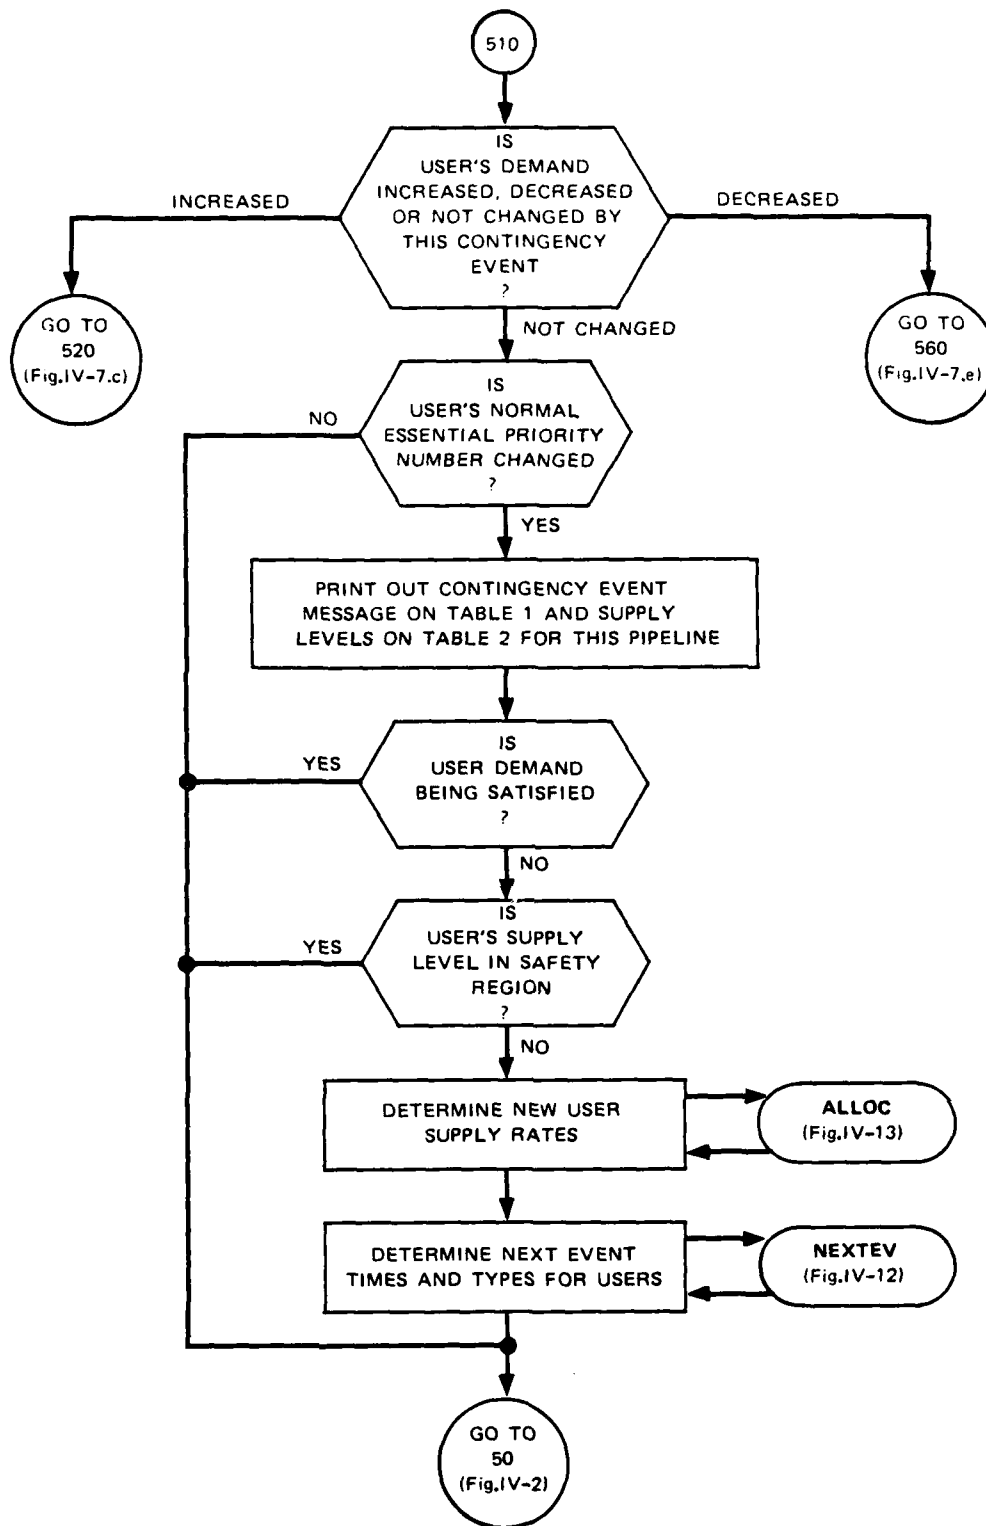 510
IS
USER'S DEMAND
INCREASED, DECREASED
OR NOT CHANGED BY
THIS CONTINGENCY
EVENT
?
INCREASED
DECREASED
GO TO
520
(Fig.IV-7.c)
NOT CHANGED
GO TO
560
(Fig.IV-7.e)
IS
USER'S NORMAL
ESSENTIAL PRIORITY
NUMBER CHANGED
?
NO
YES
PRINT OUT CONTINGENCY EVENT
MESSAGE ON TABLE 1 AND SUPPLY
LEVELS ON TABLE 2 FOR THIS PIPELINE
IS
USER DEMAND
BEING SATISFIED
?
YES
NO
IS
USER'S SUPPLY
LEVEL IN SAFETY
REGION
?
YES
NO
DETERMINE NEW USER
SUPPLY RATES
ALLOC
(Fig.IV-13)
DETERMINE NEXT EVENT
TIMES AND TYPES FOR USERS
NEXTEV
(Fig.IV-12)
GO TO
50
(Fig.IV-2)